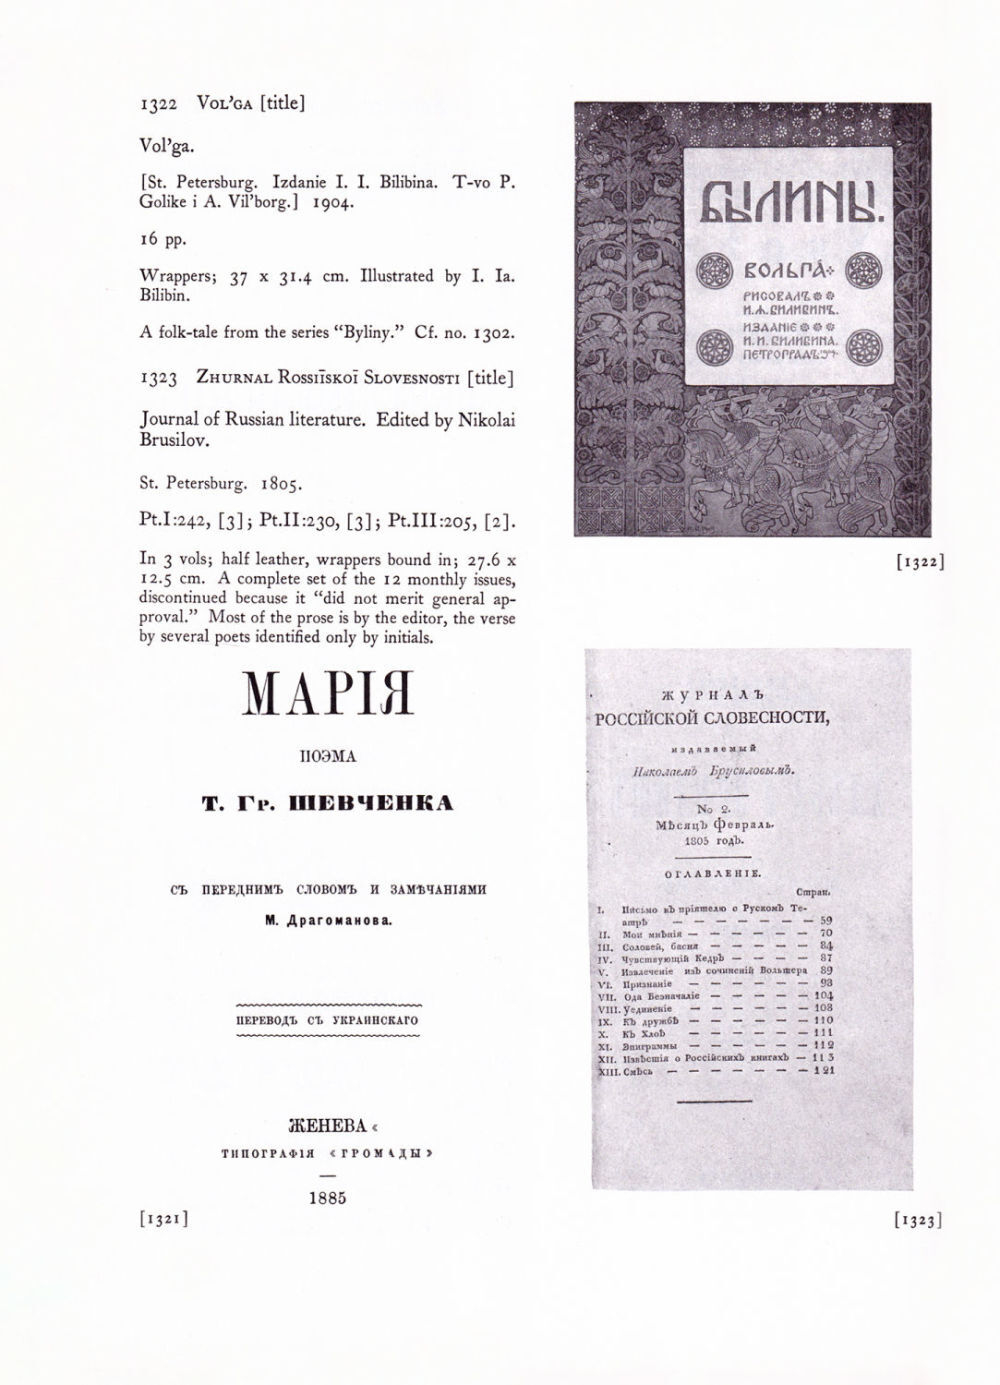 1322 VOL’GA [title]
Vol’ga.
[St. Petersburg. Izdanie I. I. Bilibina. T-vo P.
Golike i A. Vil’borg.] 1904.
16 pp.
Wrappers; 37 x 31.4 cm. Illustrated by I. Ia.
Bilibin.
A folk-tale from the series “Byliny.” Cf. no. 1302.
1323 ZHURNAL ROSSIĬSKOĬ SLOVESNOSTI [title]
Journal of Russian literature. Edited by Nikolai
Brusilov.
St. Petersburg. 1805.
Pt.I:242, [3]; Pt.II:230, [3]; Pt.III:205, [2].
In 3 vols; half leather, wrappers bound in; 27.6 x
12.5 cm. A complete set of the 12 monthly issues,
discontinued because it “did not merit general ap-
proval.” Most of the prose is by the editor, the verse
by several poets identified only by initials.
МАРІЯ
ПОЭМА
Т. Гр. ШЕВЧЕНКА
СЪ ПЕРЕДНИМЪ СЛОВОМЪ И ЗАМѢЧАНІЯМИ
М. Драгоманова.
ПЕРЕВОДЪ СЪ УКРАИНСКАГО
ЖЕНЕВА
ТИПОГРАФІЯ «ГРОМАДЫ»
1885
[1321]
БЫЛИНЫ.
ВОЛЬГА
РИСОВАЛЪ
И. Я. БИЛИБИНЪ.
ИЗДАНІЕ
И. И. БИЛИБИНА.
ПЕТРОГРАДЪ
[1322]
ЖУРНАЛЪ
РОССІЙСКОЙ СЛОВЕСНОСТИ,
издаваемый
Николаемъ Брусиловымъ.
No 2.
Мѣсяцъ Февраль.
1805 годъ.
ОГЛАВЛЕНІЕ.
Стран.
I. Письмо къ пріятелю о Рускомъ Те-
атрѣ — — — — — — — 59
II. Мои мнѣнія — — — — — — 70
III. Соловей, басня — — — — — 84
IV. Чувствующій Кедръ — — — — 87
V. Извлеченіе изъ сочиненій Вольтера 89
VI. Признаніе — — — — — — 98
VII. Ода Безначаліе — — — — — 104
VIII. Уединеніе — — — — — — 108
IX. Къ дружбѣ — — — — — — 110
X. Къ Хлоѣ — — — — — — 111
XI. Эпиграммы — — — — — — 112
XII. Извѣстія о Россійскихъ книгахъ — 113
XIII. Смѣсь — — — — — — — 121
[1323]